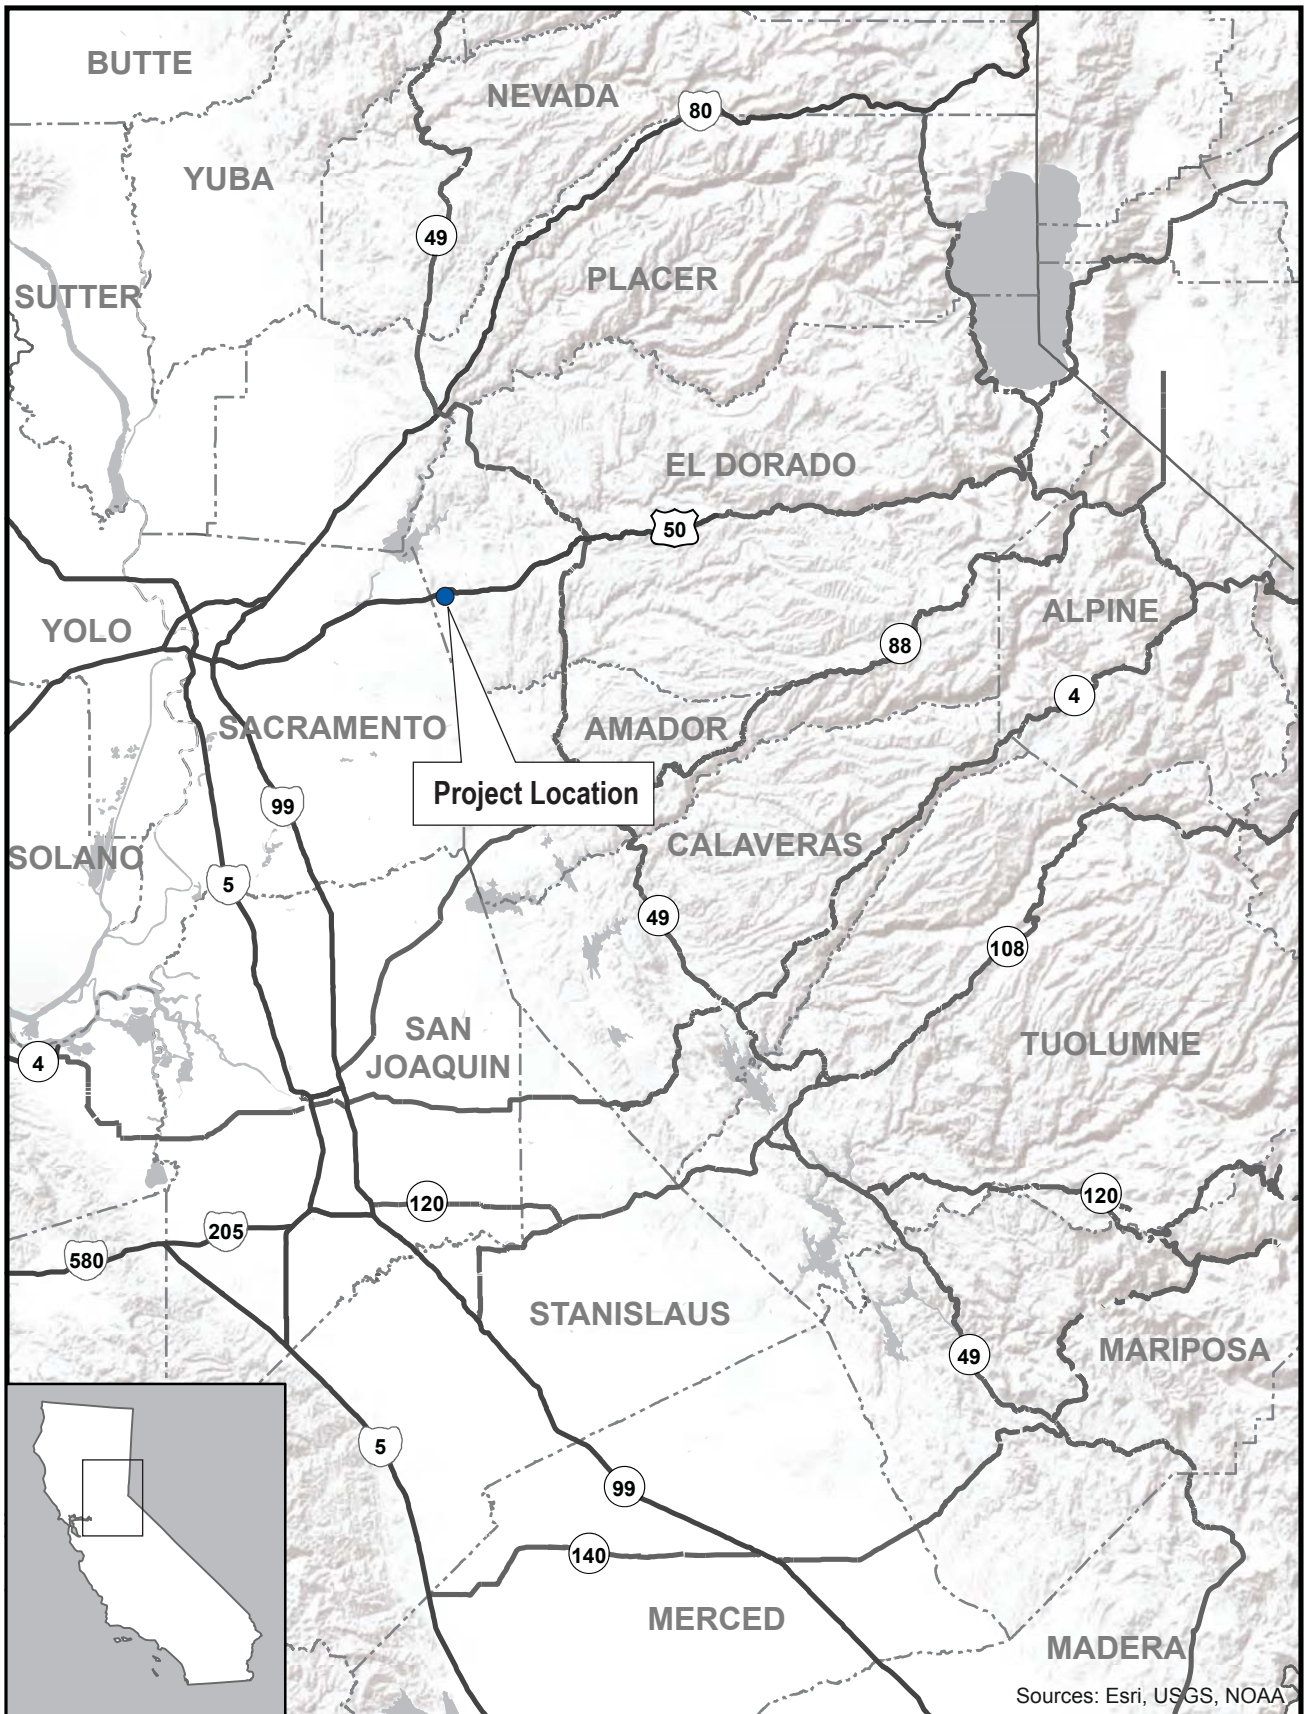 BUTTE
NEVADA
80
YUBA
49
PLACER
SUTTER
EL DORADO
50
ALPINE
YOLO
88
4
SACRAMENTO
AMADOR
Project Location
99
CALAVERAS
SOLANO
5
49
108
SAN
JOAQUIN
TUOLUMNE
4
120
120
205
580
STANISLAUS
MARIPOSA
49
5
99
140
MERCED
MADERA
Sources: Esri, USGS, NOAA